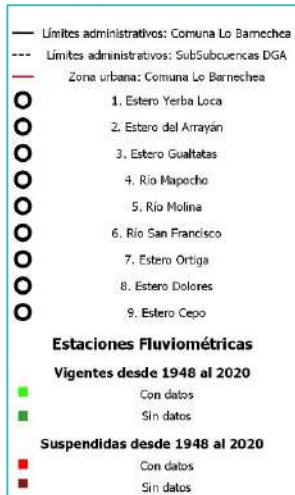 Límites administrativos: Comuna Lo Barnechea
Límites administrativos: SubSubcuencas DGA
Zona urbana: Comuna Lo Barnechea
1. Estero Yerba Loca
2. Estero del Arrayán
3. Estero Gualtatas
4. Río Mapocho
5. Río Molina
6. Río San Francisco
7. Estero Ortiga
8. Estero Dolores
9. Estero Cepo
Estaciones Fluviométricas
Vigentes desde 1948 al 2020
Con datos
Sin datos
Suspendidas desde 1948 al 2020
Con datos
Sin datos